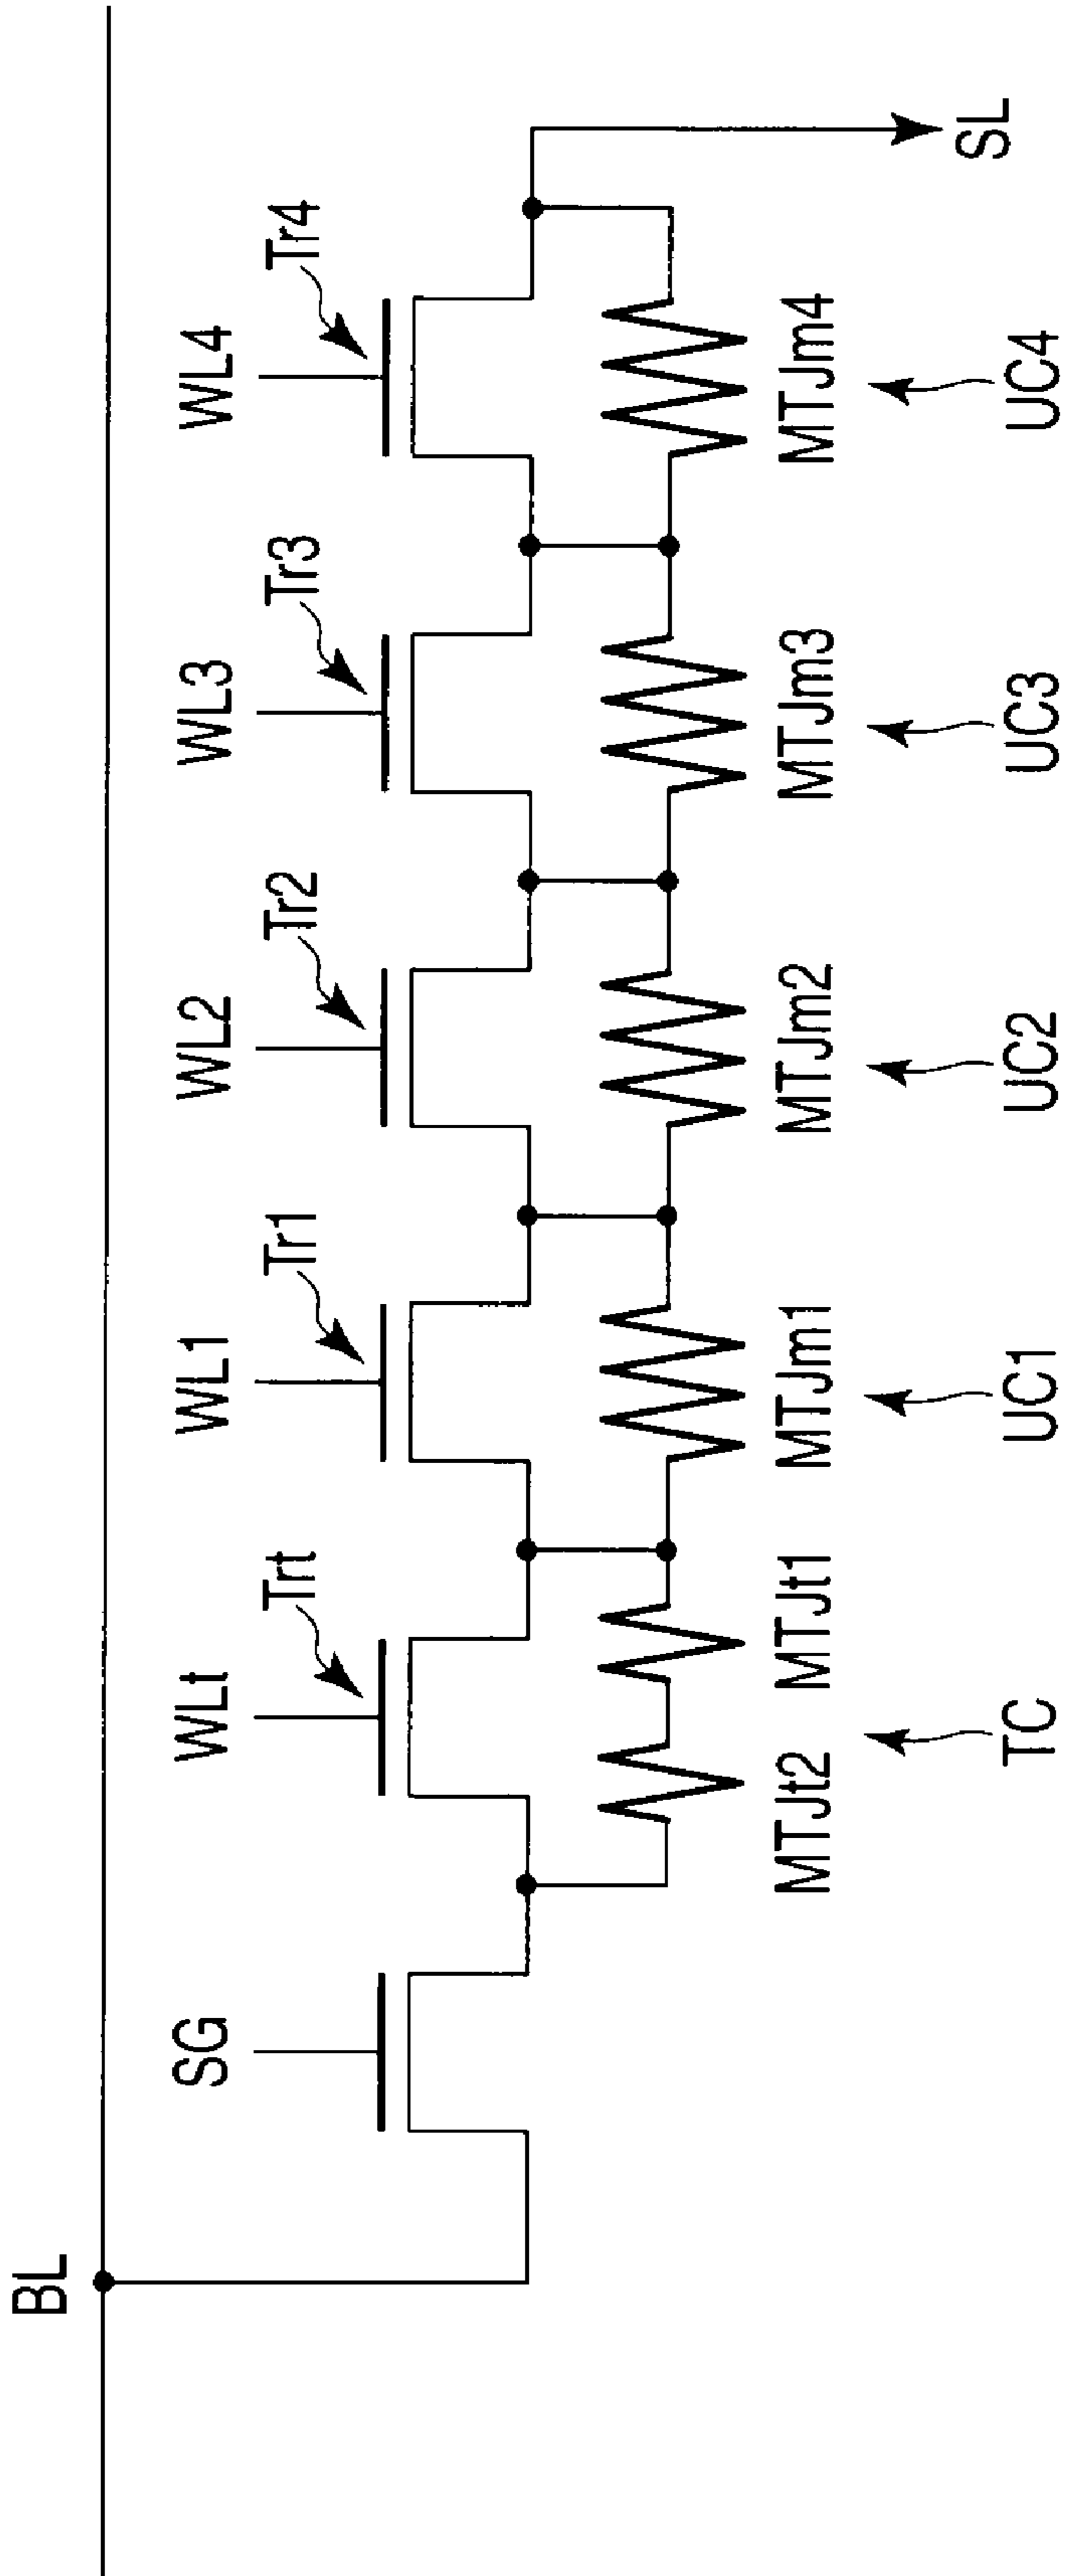 BL
SG
WLt
WL1
WL2
WL3
WL4
Trt
Tr1
Tr2
Tr3
Tr4
MTJt2
MTJt1
MTJm1
MTJm2
MTJm3
MTJm4
SL
TC
UC1
UC2
UC3
UC4